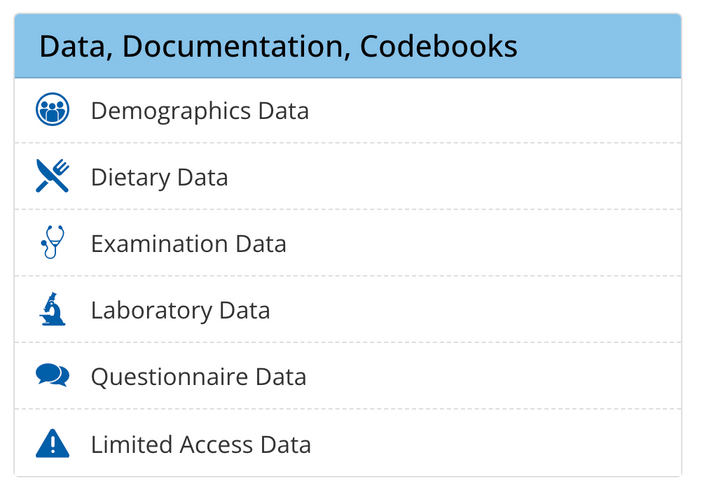 Data, Documentation, Codebooks
Demographics Data
Dietary Data
Examination Data
Laboratory Data
Questionnaire Data
Limited Access Data